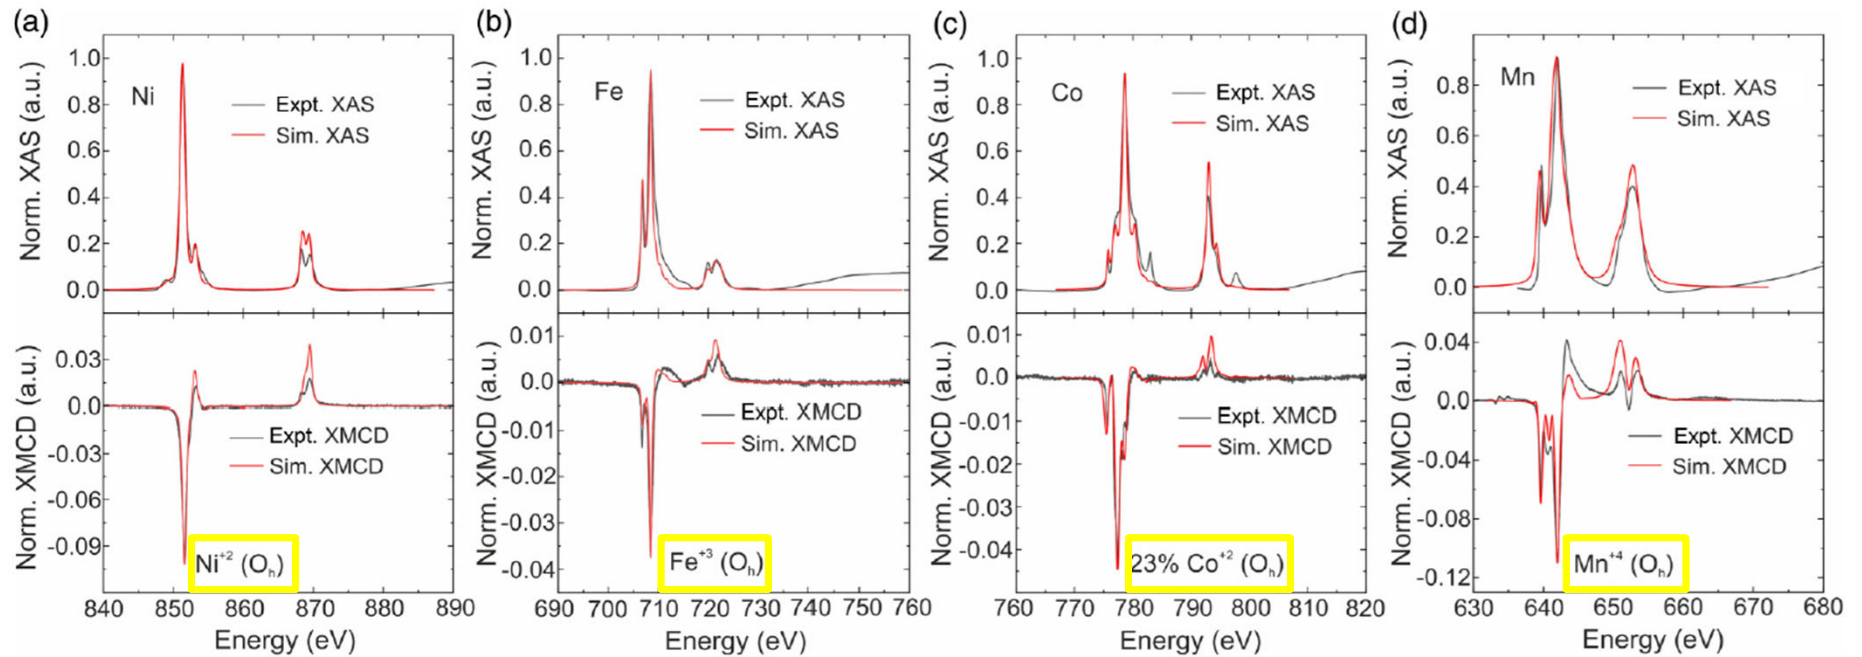 (a)
(b)
(c)
(d)
Norm. XAS (a.u.)
1.0
0.8
0.6
0.4
0.2
0.0
Ni
Expt. XAS
Sim. XAS
Norm. XMCD (a.u.)
0.03
0.0
-0.03
-0.06
-0.09
Expt. XMCD
Sim. XMCD
Ni+2 (Oh)
840 850 860 870 880 890
Energy (eV)
Norm. XAS (a.u.)
1.0
0.8
0.6
0.4
0.2
0.0
Fe
Expt. XAS
Sim. XAS
Norm. XMCD (a.u.)
0.01
0.0
-0.01
-0.02
-0.03
-0.04
Expt. XMCD
Sim. XMCD
Fe+3 (Oh)
690 700 710 720 730 740 750 760
Energy (eV)
Norm. XAS (a.u.)
1.0
0.8
0.6
0.4
0.2
0.0
Co
Expt. XAS
Sim. XAS
Norm. XMCD (a.u.)
0.01
0.0
-0.01
-0.02
-0.03
-0.04
Expt. XMCD
Sim. XMCD
23% Co+2 (Oh)
760 770 780 790 800 810 820
Energy (eV)
Norm. XAS (a.u.)
0.8
0.6
0.4
0.2
0.0
Mn
Expt. XAS
Sim. XAS
Norm. XMCD (a.u.)
0.04
0.00
-0.04
-0.08
-0.12
Expt. XMCD
Sim. XMCD
Mn+4 (Oh)
630 640 650 660 670 680
Energy (eV)